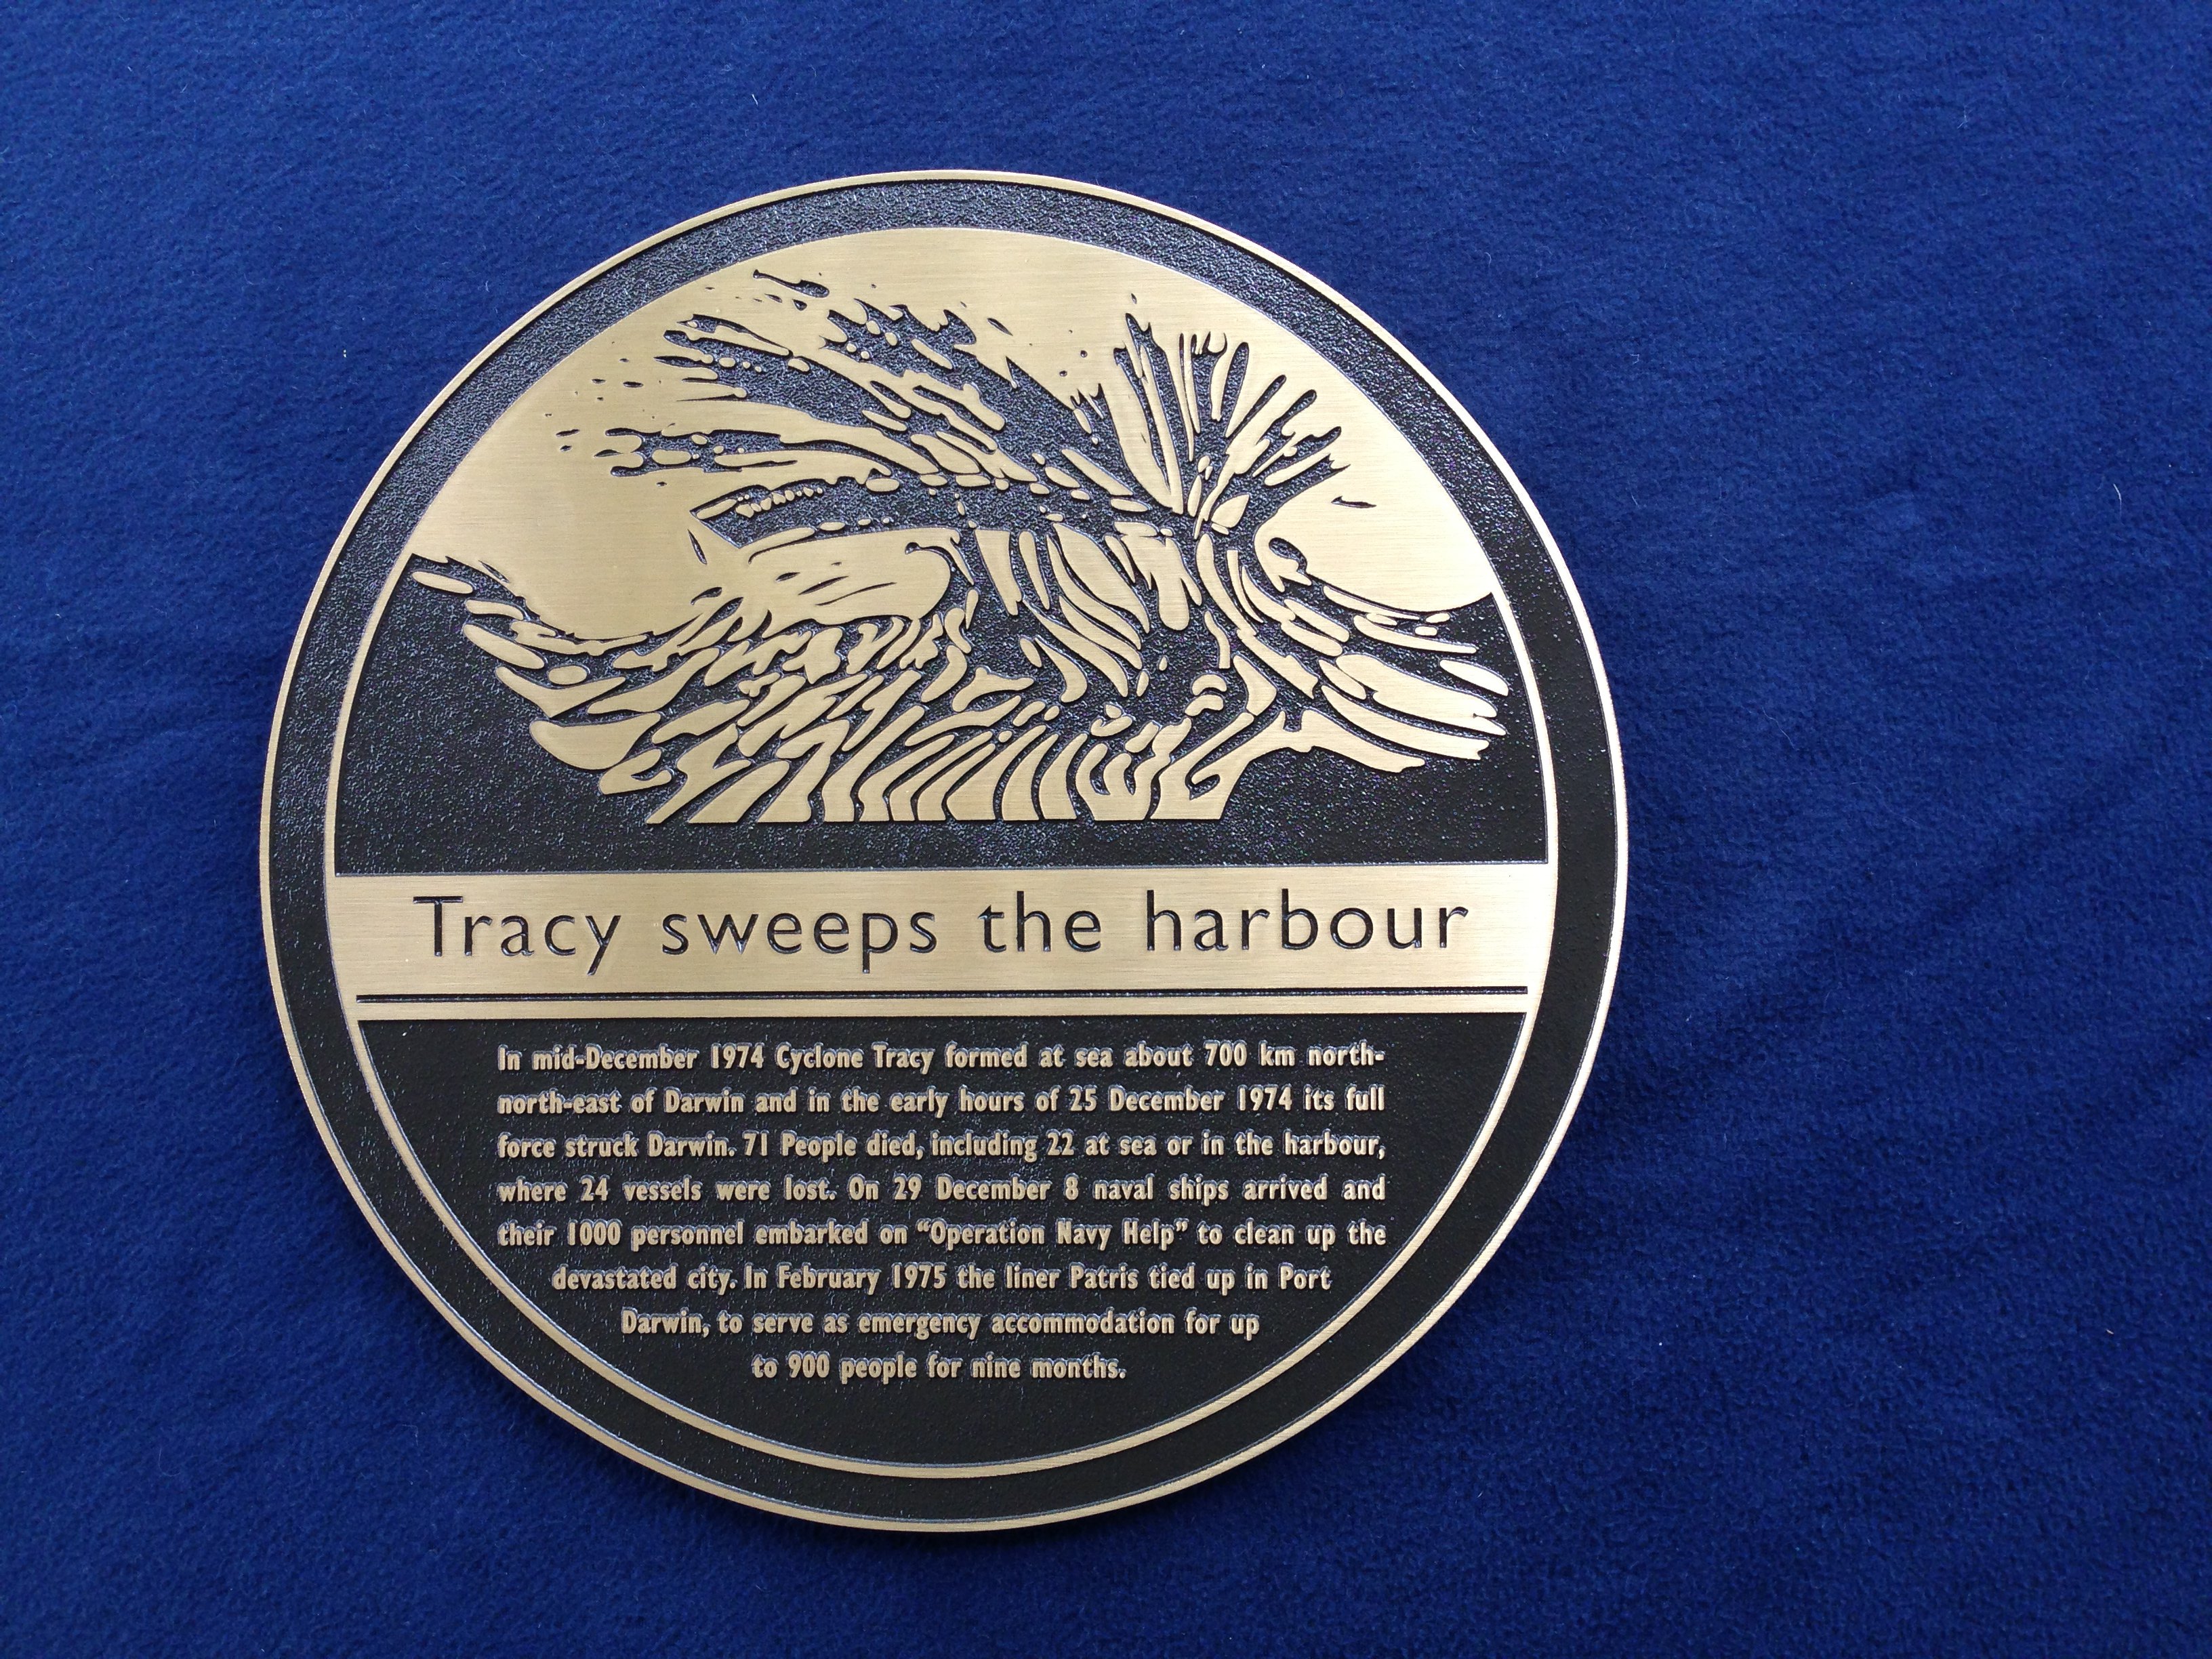 Tracy sweeps the harbour
In mid-December 1974 Cyclone Tracy formed at sea about 700 km north-
north-east of Darwin and in the early hours of 25 December 1974 its full
force struck Darwin. 71 People died, including 22 at sea or in the harbour,
where 24 vessels were lost. On 29 December 8 naval ships arrived and
their 1000 personnel embarked on “Operation Navy Help” to clean up the
devastated city. In February 1975 the liner Patris tied up in Port
Darwin, to serve as emergency accommodation for up
to 900 people for nine months.